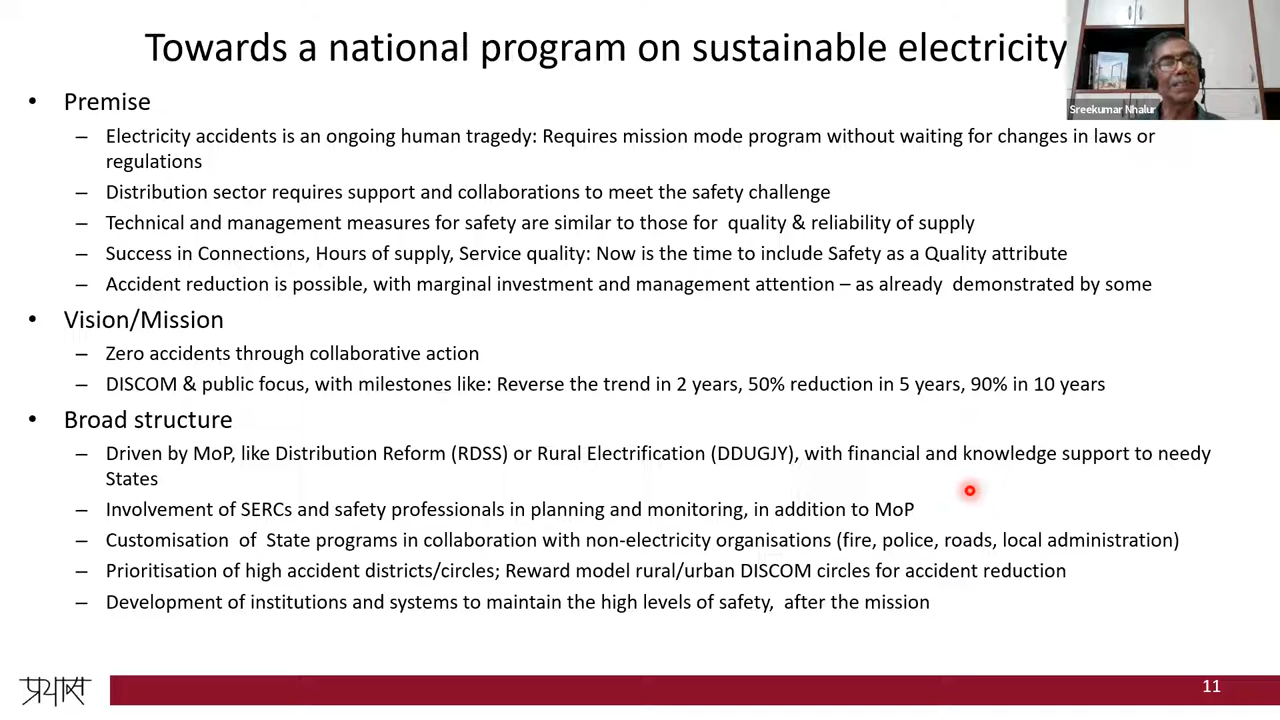 Towards a national program on sustainable electricity
Sreekumar Nhalur
• Premise
– Electricity accidents is an ongoing human tragedy: Requires mission mode program without waiting for changes in laws or
regulations
– Distribution sector requires support and collaborations to meet the safety challenge
– Technical and management measures for safety are similar to those for quality & reliability of supply
– Success in Connections, Hours of supply, Service quality: Now is the time to include Safety as a Quality attribute
– Accident reduction is possible, with marginal investment and management attention – as already demonstrated by some
• Vision/Mission
– Zero accidents through collaborative action
– DISCOM & public focus, with milestones like: Reverse the trend in 2 years, 50% reduction in 5 years, 90% in 10 years
• Broad structure
– Driven by MoP, like Distribution Reform (RDSS) or Rural Electrification (DDUGJY), with financial and knowledge support to needy
States
– Involvement of SERCs and safety professionals in planning and monitoring, in addition to MoP
– Customisation of State programs in collaboration with non-electricity organisations (fire, police, roads, local administration)
– Prioritisation of high accident districts/circles; Reward model rural/urban DISCOM circles for accident reduction
– Development of institutions and systems to maintain the high levels of safety, after the mission
प्रयास
11